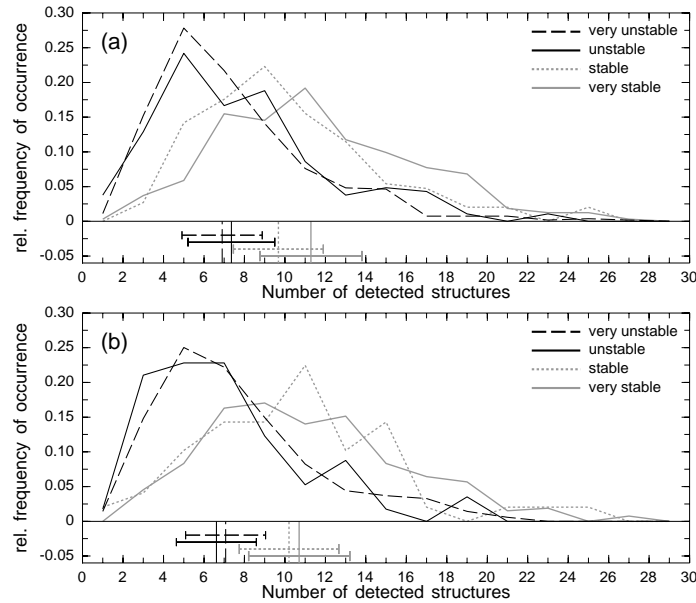 (a)
very unstable
unstable
stable
very stable
rel. frequency of occurrence
0.30
0.25
0.20
0.15
0.10
0.05
0
-0.05
0 2 4 6 8 10 12 14 16 18 20 22 24 26 28 30
Number of detected structures
(b)
very unstable
unstable
stable
very stable
rel. frequency of occurrence
0.30
0.25
0.20
0.15
0.10
0.05
0
-0.05
0 2 4 6 8 10 12 14 16 18 20 22 24 26 28 30
Number of detected structures